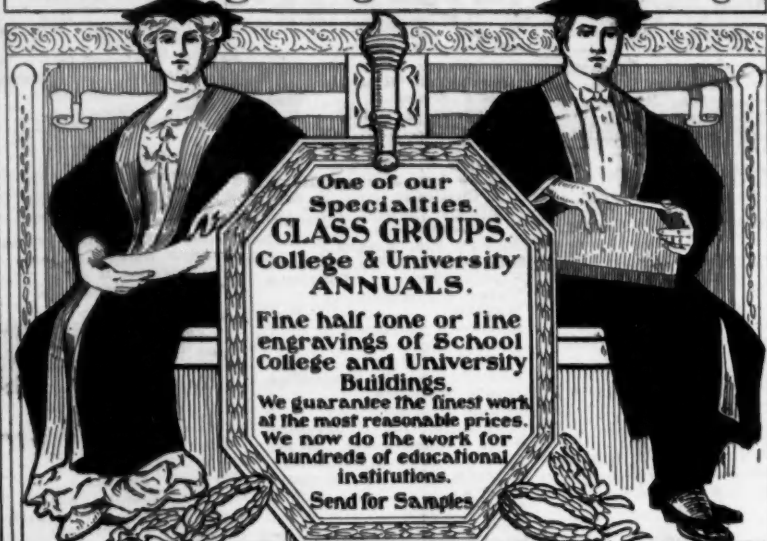 One of our
Specialties.
CLASS GROUPS.
College & University
ANNUALS.
Fine half tone or line
engravings of School
College and University
Buildings.
We guarantee the finest work
at the most reasonable prices.
We now do the work for
hundreds of educational
institutions.
Send for Samples